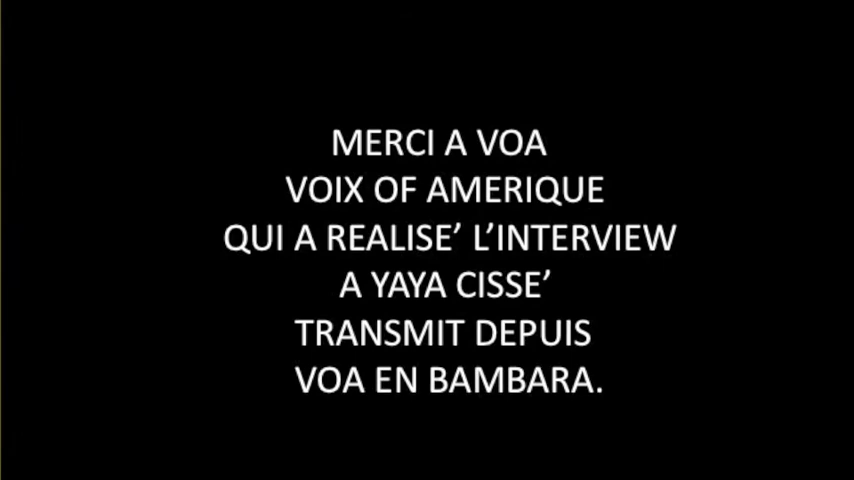 MERCI A VOA
VOIX OF AMERIQUE
QUI A REALISE’ L’INTERVIEW
A YAYA CISSE’
TRANSMIT DEPUIS
VOA EN BAMBARA.